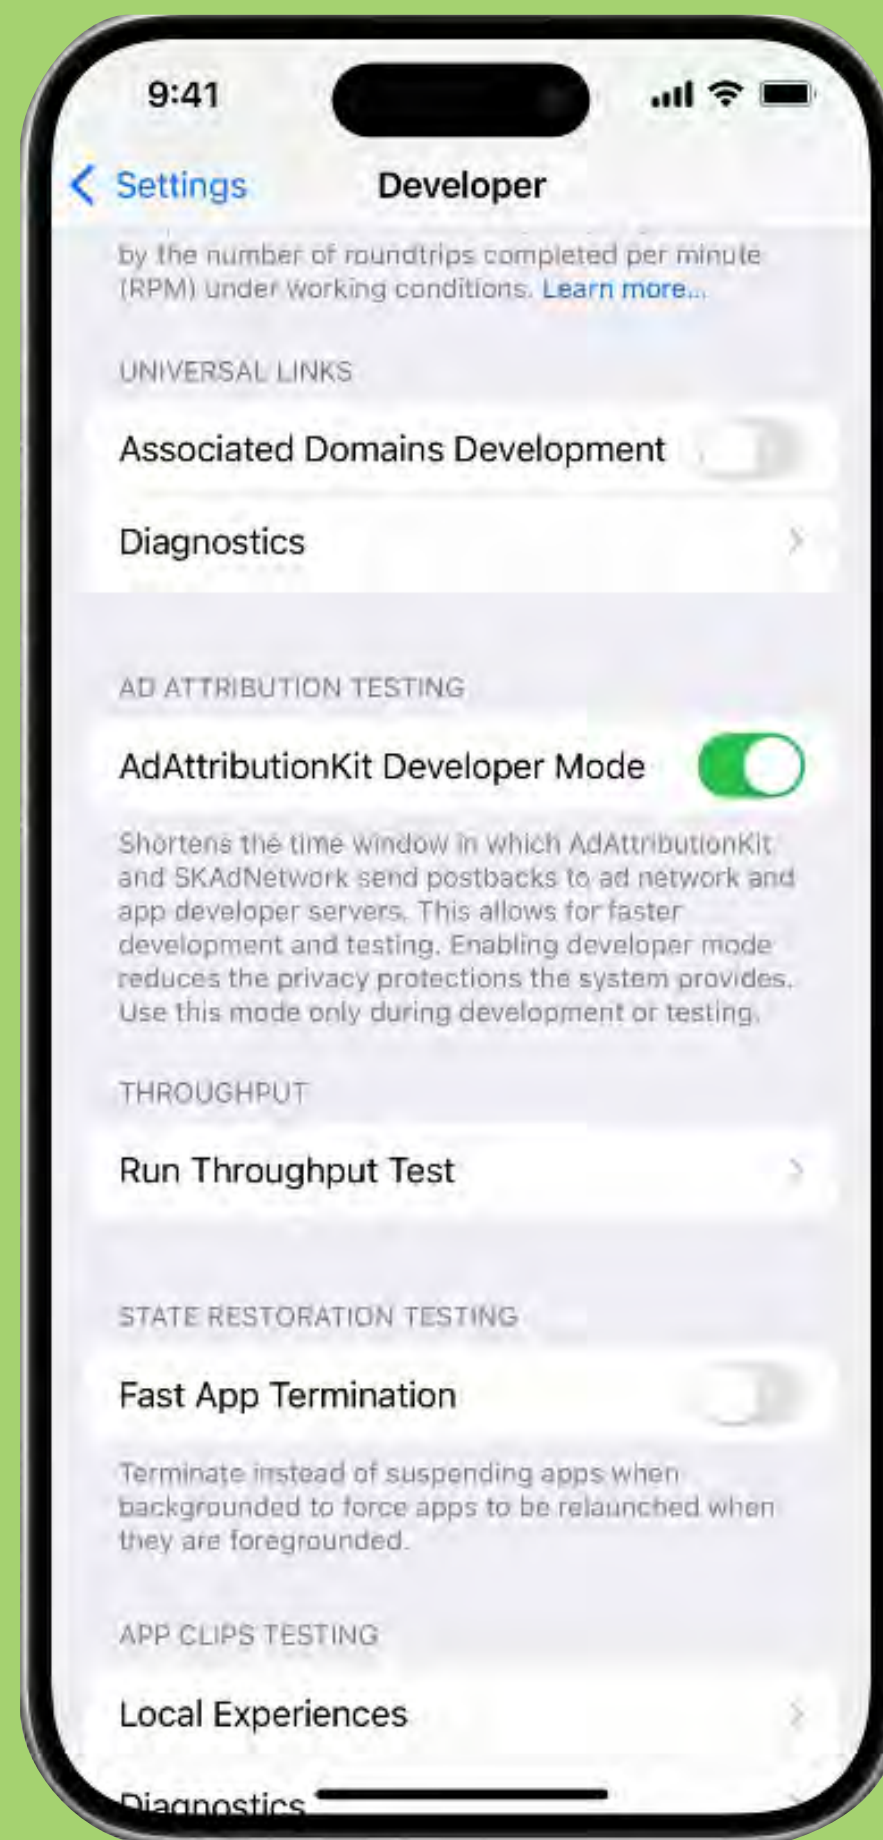 9:41
Settings
Developer
by the number of roundtrips completed per minute
(RPM) under working conditions. Learn more...
UNIVERSAL LINKS
Associated Domains Development
Diagnostics
AD ATTRIBUTION TESTING
AdAttributionKit Developer Mode
Shortens the time window in which AdAttributionKit
and SKAdNetwork send postbacks to ad network and
app developer servers. This allows for faster
development and testing. Enabling developer mode
reduces the privacy protections the system provides.
Use this mode only during development or testing.
THROUGHPUT
Run Throughput Test
STATE RESTORATION TESTING
Fast App Termination
Terminate instead of suspending apps when
backgrounded to force apps to be relaunched when
they are foregrounded.
APP CLIPS TESTING
Local Experiences
Diagnostics